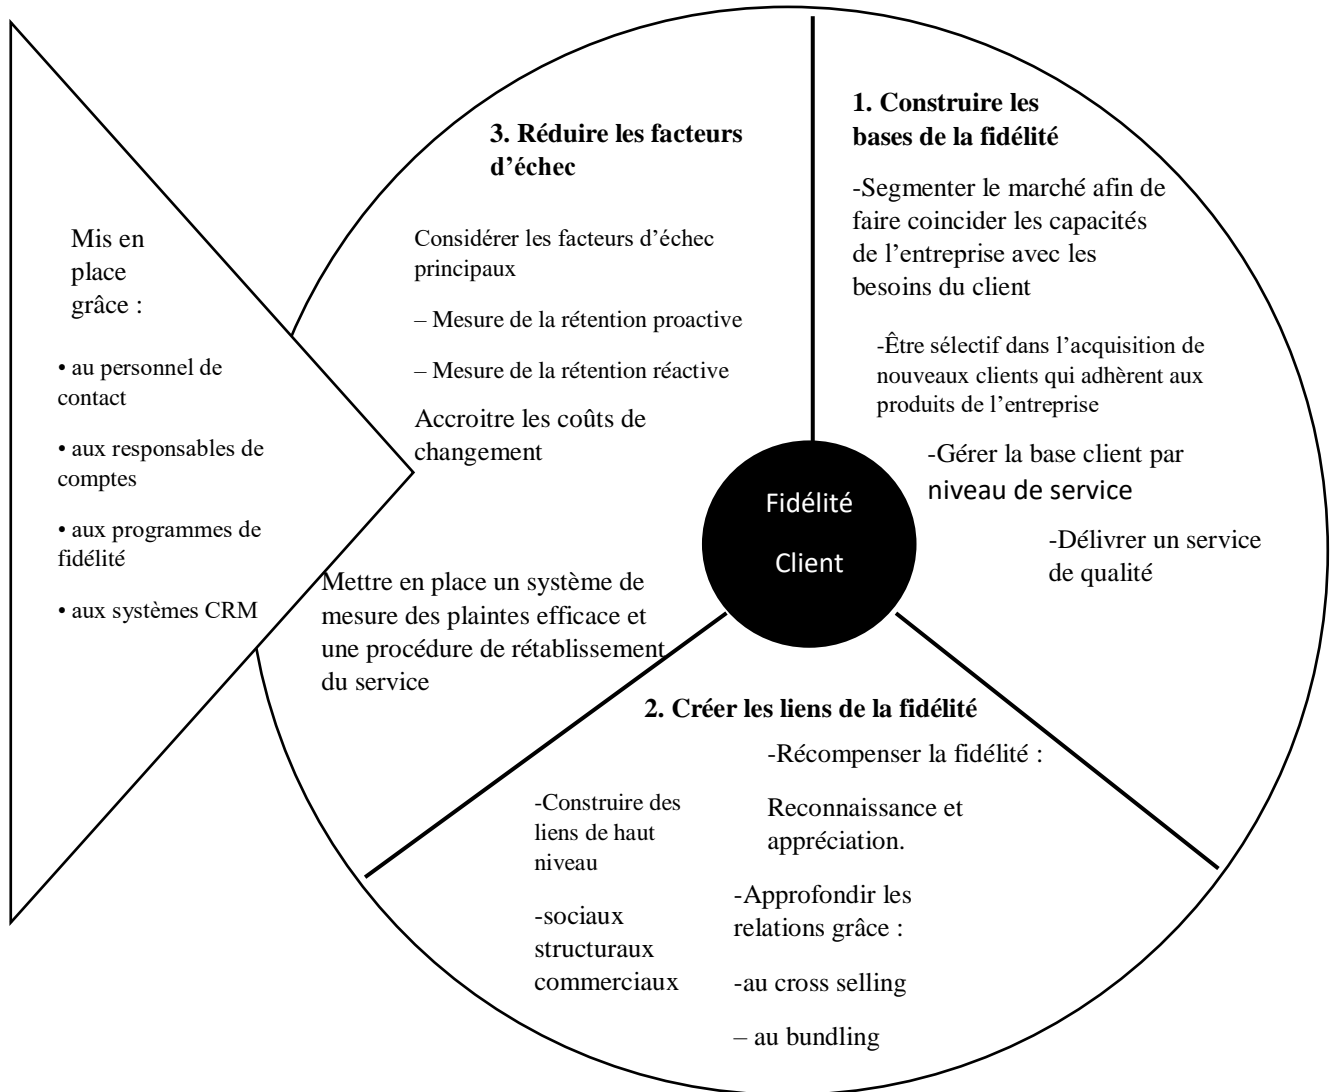 Mis en
place
grâce :
• au personnel de
contact
• aux responsables de
comptes
• aux programmes de
fidélité
• aux systèmes CRM
3. Réduire les facteurs
d’échec
Considérer les facteurs d’échec
principaux
– Mesure de la rétention proactive
– Mesure de la rétention réactive
Accroitre les coûts de
changement
Mettre en place un système de
mesure des plaintes efficace et
une procédure de rétablissement
du service
1. Construire les
bases de la fidélité
-Segmenter le marché afin de
faire coincider les capacités
de l’entreprise avec les
besoins du client
-Être sélectif dans l’acquisition de
nouveaux clients qui adhèrent aux
produits de l’entreprise
-Gérer la base client par
niveau de service
-Délivrer un service
de qualité
Fidélité
Client
2. Créer les liens de la fidélité
-Récompenser la fidélité :
Reconnaissance et
appréciation.
-Construire des
liens de haut
niveau
-sociaux
structuraux
commerciaux
-Approfondir les
relations grâce :
-au cross selling
– au bundling